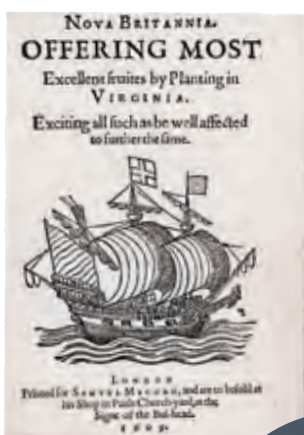 NOVA BRITANNIA.
OFFERING MOST
Excellent fruites by Planting in
VIRGINIA.
Exciting all ſuch as be well affected
to further the ſame.
LONDON
Printed for SAMVEL MACHAM, and are to be ſold at
his Shop in Pauls Church-yard, at the
Signe of the Bul-head.
1609.